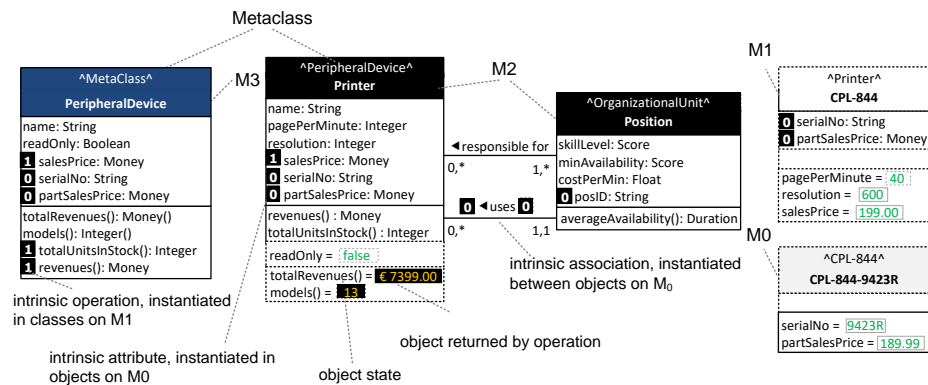 Metaclass
M3
^MetaClass^
PeripheralDevice
name: String
readOnly: Boolean
1 salesPrice: Money
0 serialNo: String
0 partSalesPrice: Money
totalRevenues(): Money()
models(): Integer()
1 totalUnitsInStock(): Integer
1 revenues(): Money
intrinsic operation, instantiated
in classes on M1
^PeripheralDevice^
Printer
name: String
pagePerMinute: Integer
resolution: Integer
1 salesPrice: Money
0 serialNo: String
0 partSalesPrice: Money
revenues() : Money
totalUnitsInStock() : Integer
readOnly = false
totalRevenues() = € 7399.00
models() = 13
intrinsic attribute, instantiated in
objects on M0
object state
object returned by operation
M2
◄ responsible for
0,* 1,*
0 ◄ uses 0
0,* 1,1
intrinsic association, instantiated
between objects on M0
^OrganizationalUnit^
Position
skillLevel: Score
minAvailability: Score
costPerMin: Float
0 posID: String
averageAvailability(): Duration
M1
^Printer^
CPL-844
0 serialNo: String
0 partSalesPrice: Money
pagePerMinute = 40
resolution = 600
salesPrice = 199.00
M0
^CPL-844^
CPL-844-9423R
serialNo = 9423R
partSalesPrice = 189.99